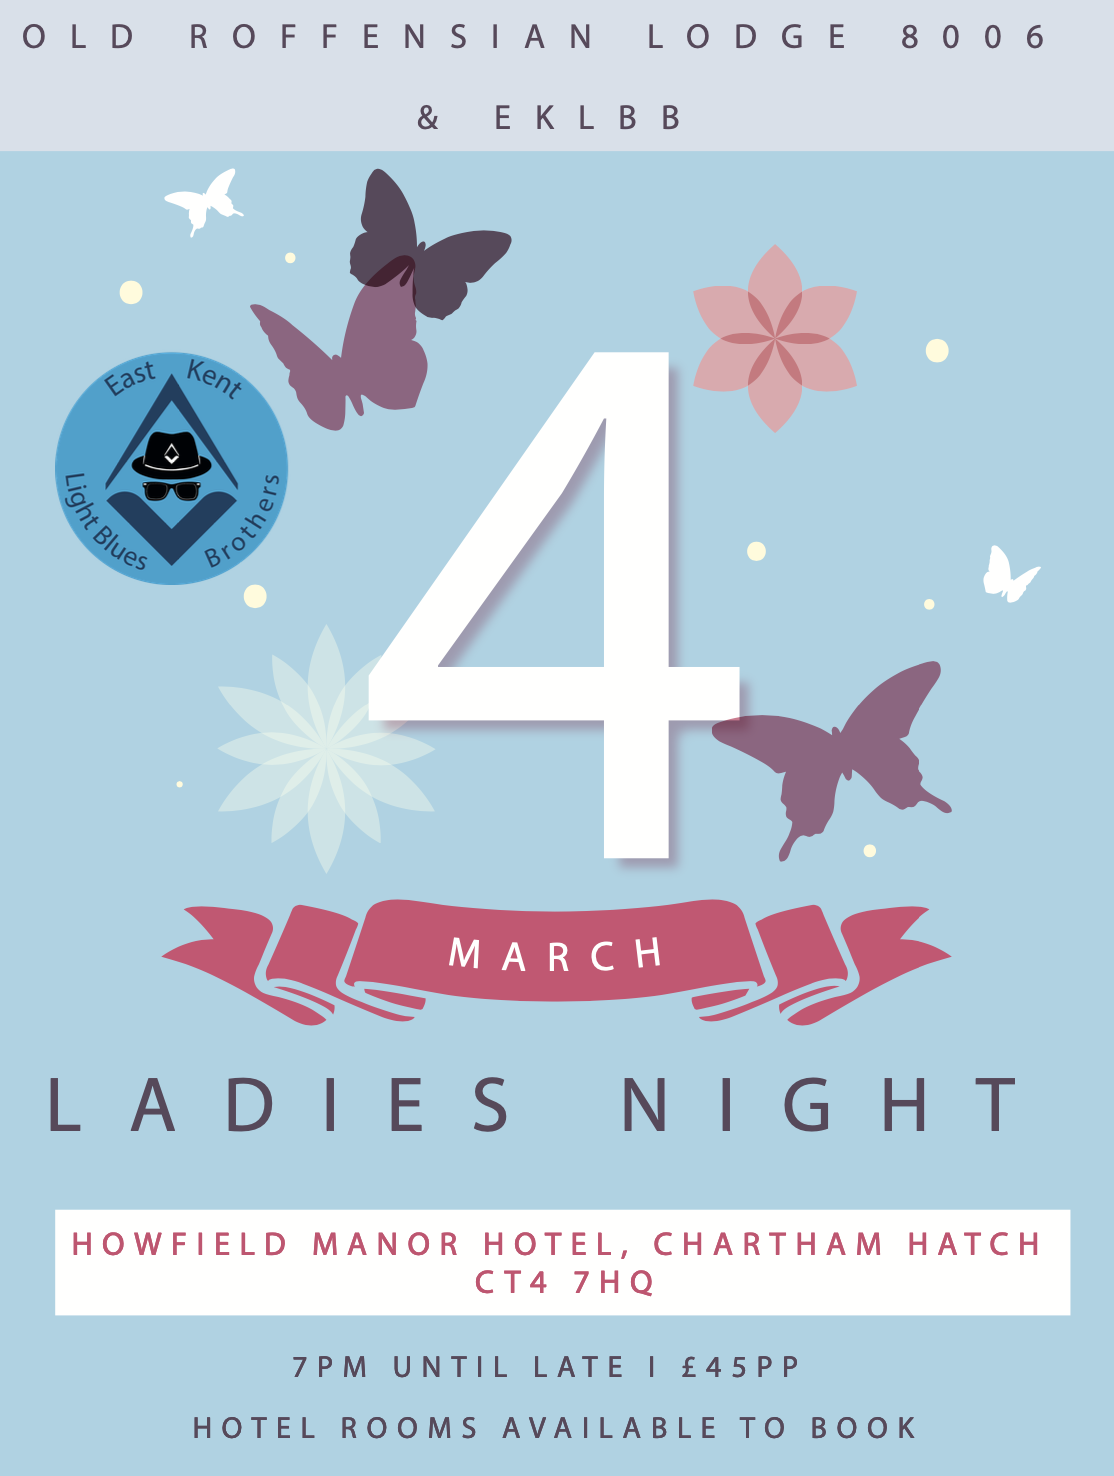 OLD ROFFENSIAN LODGE 8006
& EKLBB
East Kent
Light Blues Brothers
4
MARCH
LADIES NIGHT
HOWFIELD MANOR HOTEL, CHARTHAM HATCH
CT4 7HQ
7PM UNTIL LATE I £45PP
HOTEL ROOMS AVAILABLE TO BOOK